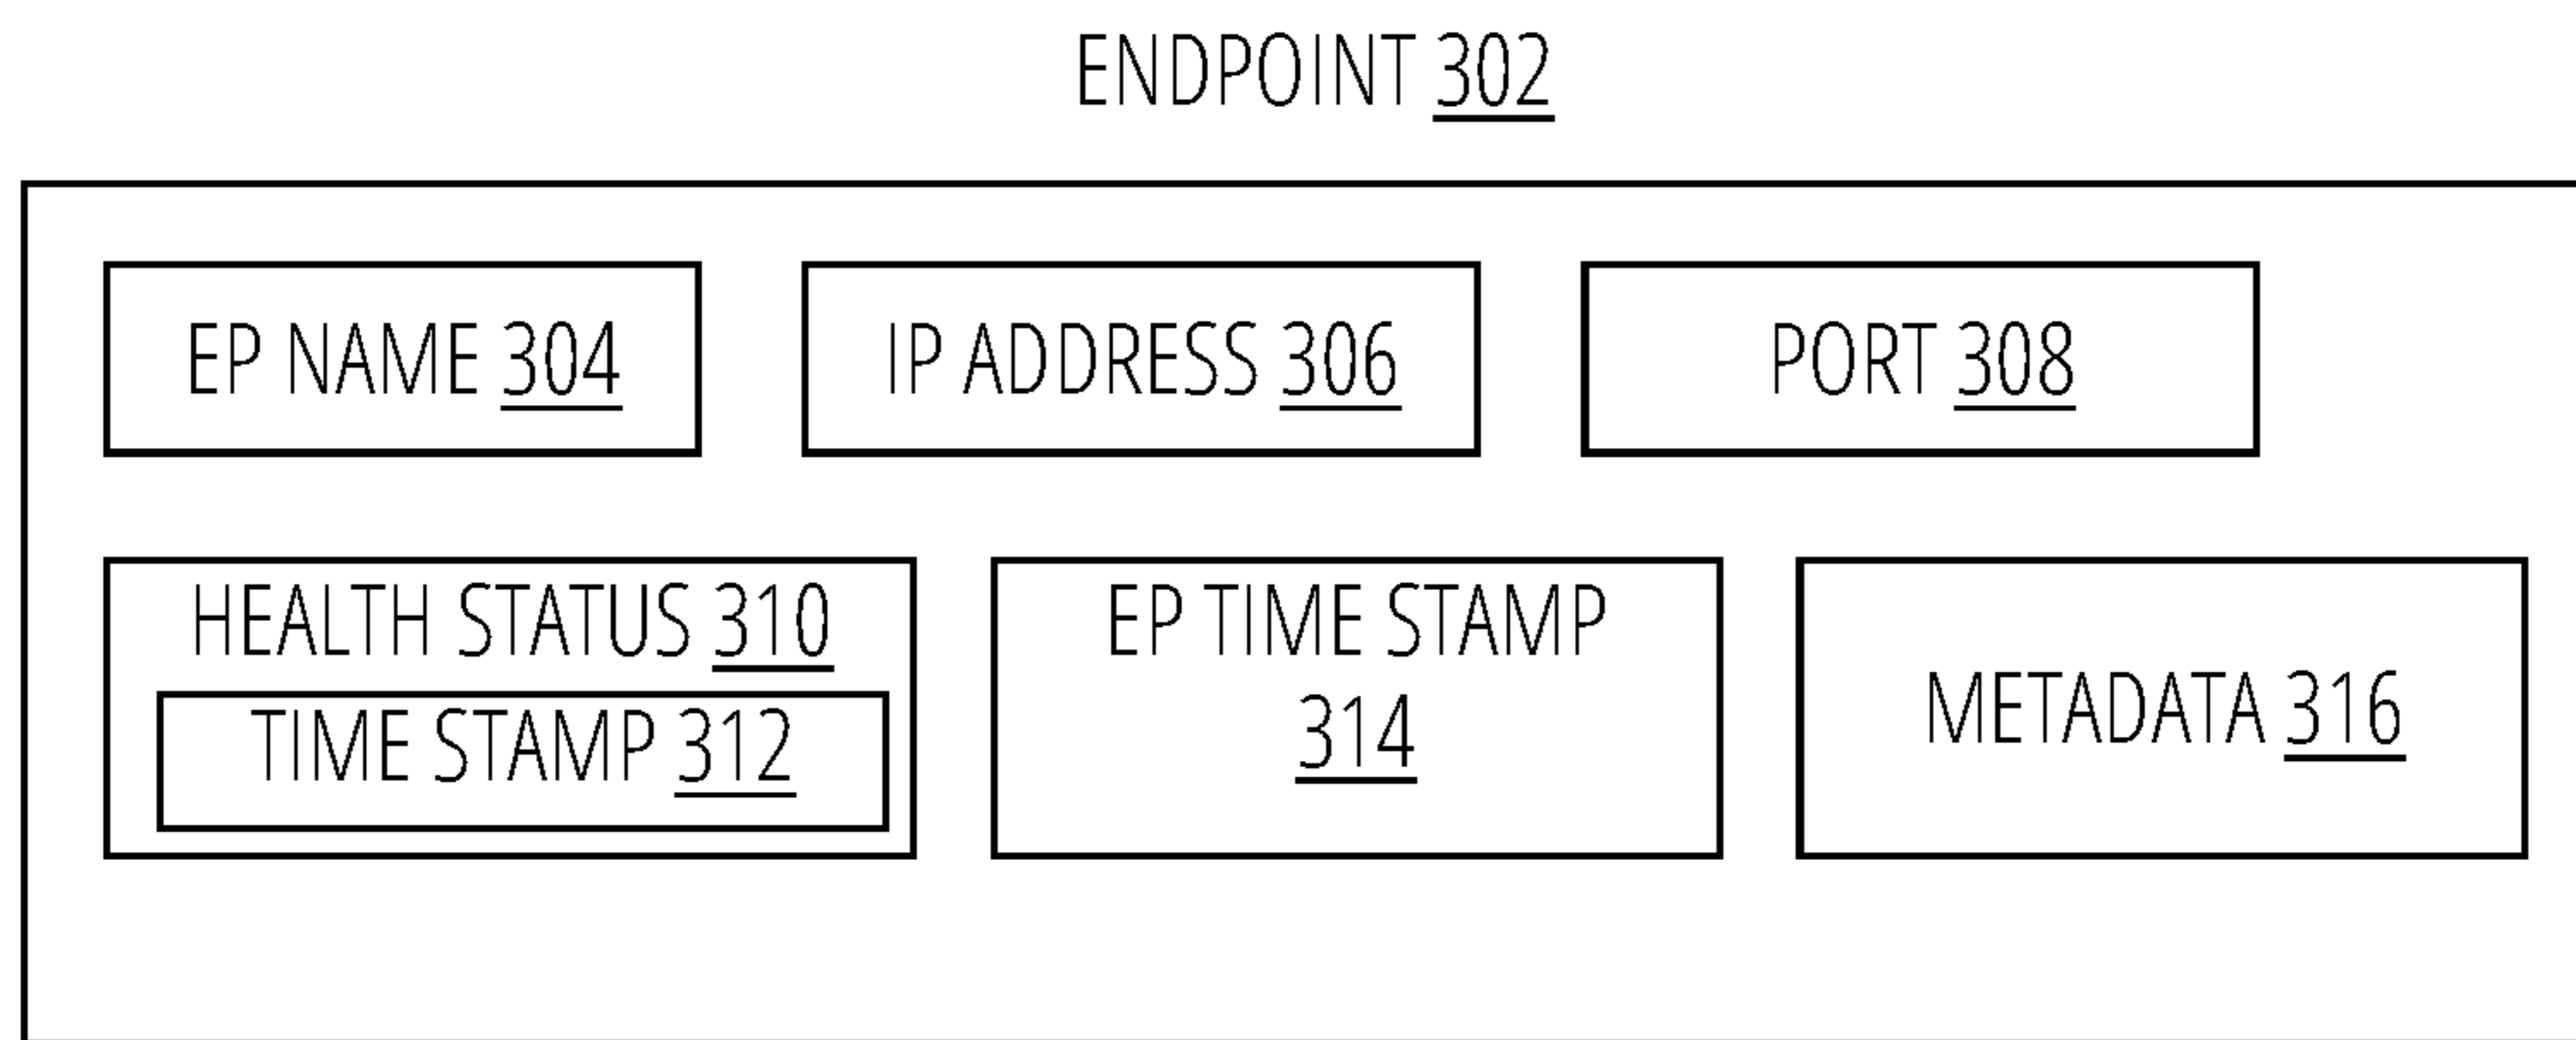 ENDPOINT 302
EP NAME 304
IP ADDRESS 306
PORT 308
HEALTH STATUS 310
TIME STAMP 312
EP TIME STAMP
314
METADATA 316